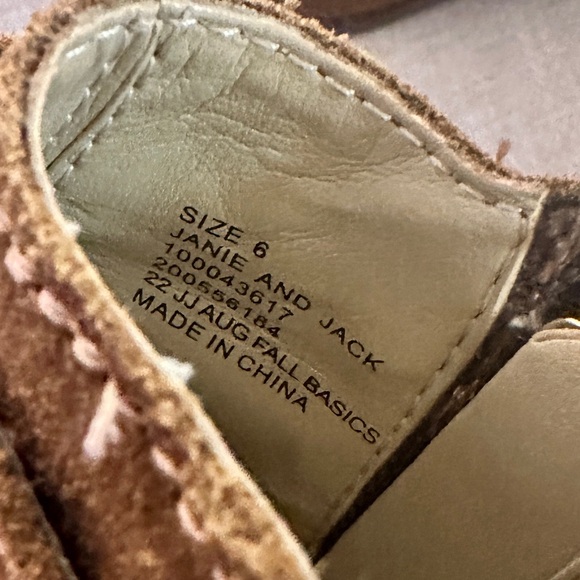 SIZE 6
JANIE AND JACK
100043617
200556184
22 JJ AUG FALL BASICS
MADE IN CHINA